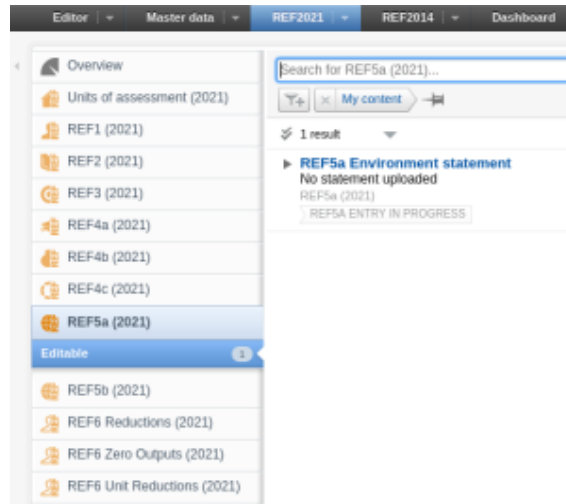 Editor
Master data
REF2021
REF2014
Dashboard
Overview
Units of assessment (2021)
REF1 (2021)
REF2 (2021)
REF3 (2021)
REF4a (2021)
REF4b (2021)
REF4c (2021)
REF5a (2021)
Editable 1
REF5b (2021)
REF6 Reductions (2021)
REF6 Zero Outputs (2021)
REF6 Unit Reductions (2021)
Search for REF5a (2021)...
My content
1 result
REF5a Environment statement
No statement uploaded
REF5a (2021)
REF5A ENTRY IN PROGRESS